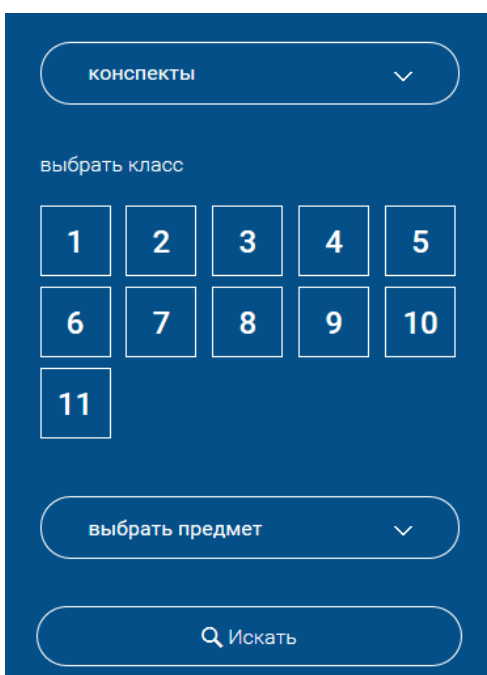 конспекты
выбрать класс
1 2 3 4 5
6 7 8 9 10
11
выбрать предмет
Искать